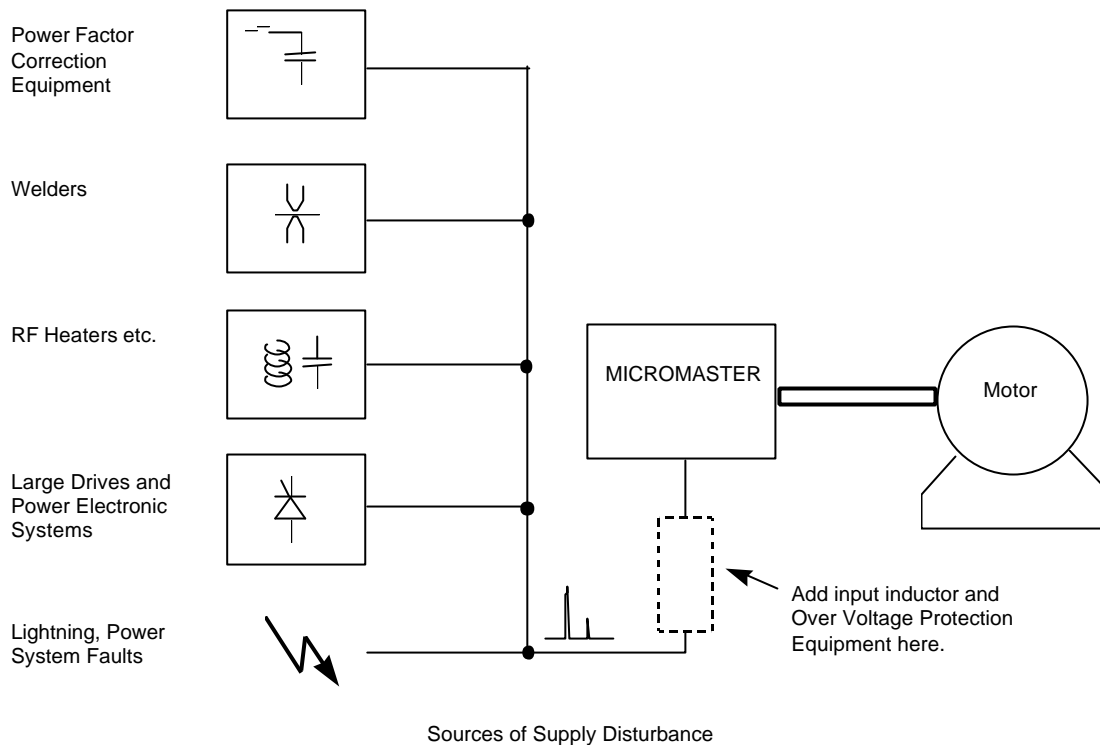 Power Factor
Correction
Equipment
Welders
RF Heaters etc.
MICROMASTER
Motor
Large Drives and
Power Electronic
Systems
Add input inductor and
Over Voltage Protection
Equipment here.
Lightning, Power
System Faults
Sources of Supply Disturbance